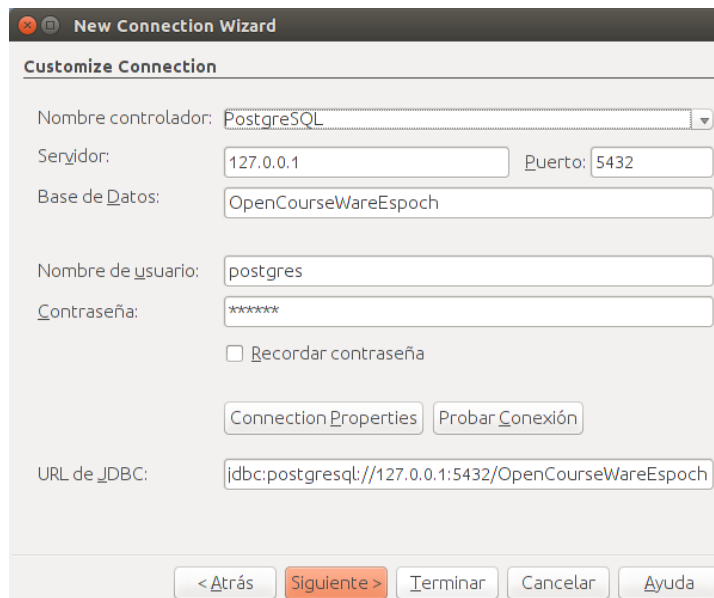 New Connection Wizard
Customize Connection
Nombre controlador: PostgreSQL
Servidor: 127.0.0.1 Puerto: 5432
Base de Datos: OpenCourseWareEspoch
Nombre de usuario: postgres
Contraseña: ******
Recordar contraseña
Connection Properties Probar Conexión
URL de JDBC: jdbc:postgresql://127.0.0.1:5432/OpenCourseWareEspoch
< Atrás Siguiente > Terminar Cancelar Ayuda